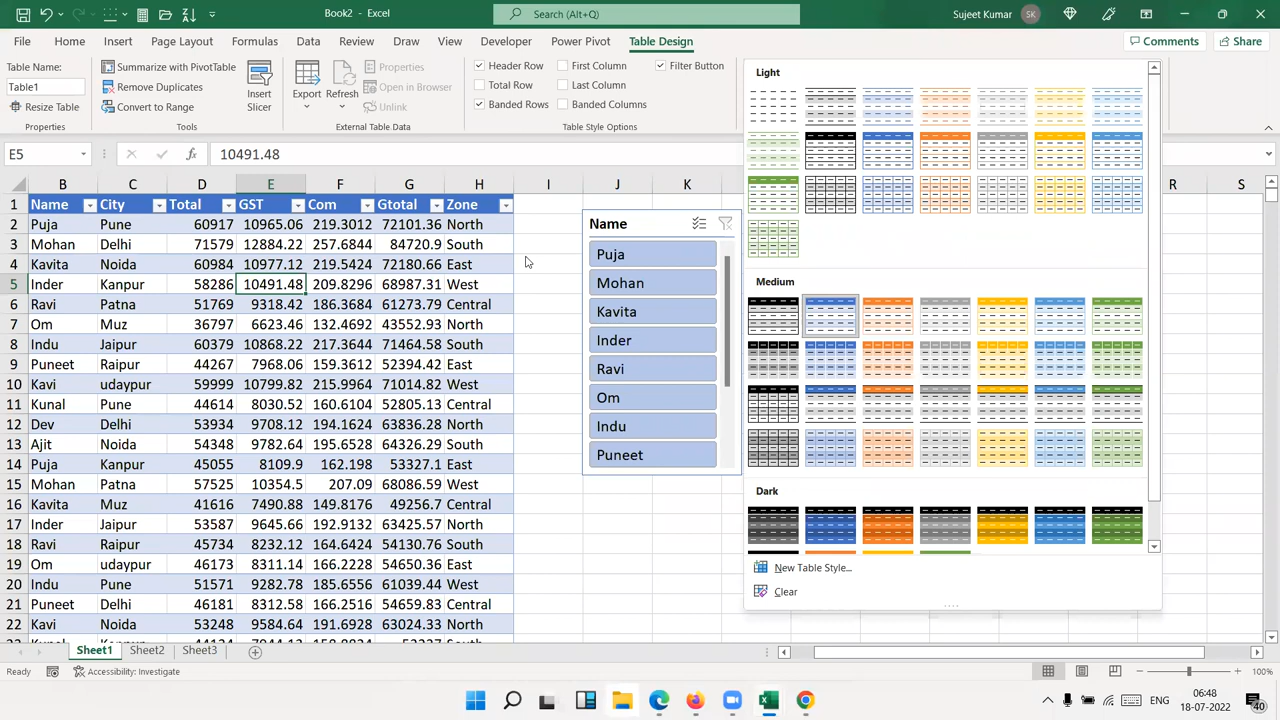 Book2 - Excel
Search (Alt+Q)
Sujeet Kumar SK
File Home Insert Page Layout Formulas Data Review View Draw Developer Power Pivot Table Design Comments Share
Table Name:
Table1
Resize Table
Properties
Summarize with PivotTable
Remove Duplicates
Convert to Range
Tools
Insert Slicer
Export Refresh
Properties
Open in Browser
Unlink
External Table Data
Header Row First Column Filter Button
Total Row Last Column
Banded Rows Banded Columns
Table Style Options
E5 fx 10491.48
B C D E F G H I J K R S
1 Name City Total GST Com Gtotal Zone
2 Puja Pune 60917 10965.06 219.3012 72101.36 North
3 Mohan Delhi 71579 12884.22 257.6844 84720.9 South
4 Kavita Noida 60984 10977.12 219.5424 72180.66 East
5 Inder Kanpur 58286 10491.48 209.8296 68987.31 West
6 Ravi Patna 51769 9318.42 186.3684 61273.79 Central
7 Om Muz 36797 6623.46 132.4692 43552.93 North
8 Indu Jaipur 60379 10868.22 217.3644 71464.58 South
9 Puneet Raipur 44267 7968.06 159.3612 52394.42 East
10 Kavi udaypur 59999 10799.82 215.9964 71014.82 West
11 Kunal Pune 44614 8030.52 160.6104 52805.13 Central
12 Dev Delhi 53934 9708.12 194.1624 63836.28 North
13 Ajit Noida 54348 9782.64 195.6528 64326.29 South
14 Puja Kanpur 45055 8109.9 162.198 53327.1 East
15 Mohan Patna 57525 10354.5 207.09 68086.59 West
16 Kavita Muz 41616 7490.88 149.8176 49256.7 Central
17 Inder Jaipur 53587 9645.66 192.9132 63425.57 North
18 Ravi Raipur 45734 8232.12 164.6424 54130.76 South
19 Om udaypur 46173 8311.14 166.2228 54650.36 East
20 Indu Pune 51571 9282.78 185.6556 61039.44 West
21 Puneet Delhi 46181 8312.58 166.2516 54659.83 Central
22 Kavi Noida 53248 9584.64 191.6928 63024.33 North
Name
Puja
Mohan
Kavita
Inder
Ravi
Om
Indu
Puneet
Light
Medium
Dark
New Table Style...
Clear
Sheet1 Sheet2 Sheet3
Ready Accessibility: Investigate 100%
ENG 06:48
18-07-2022 40